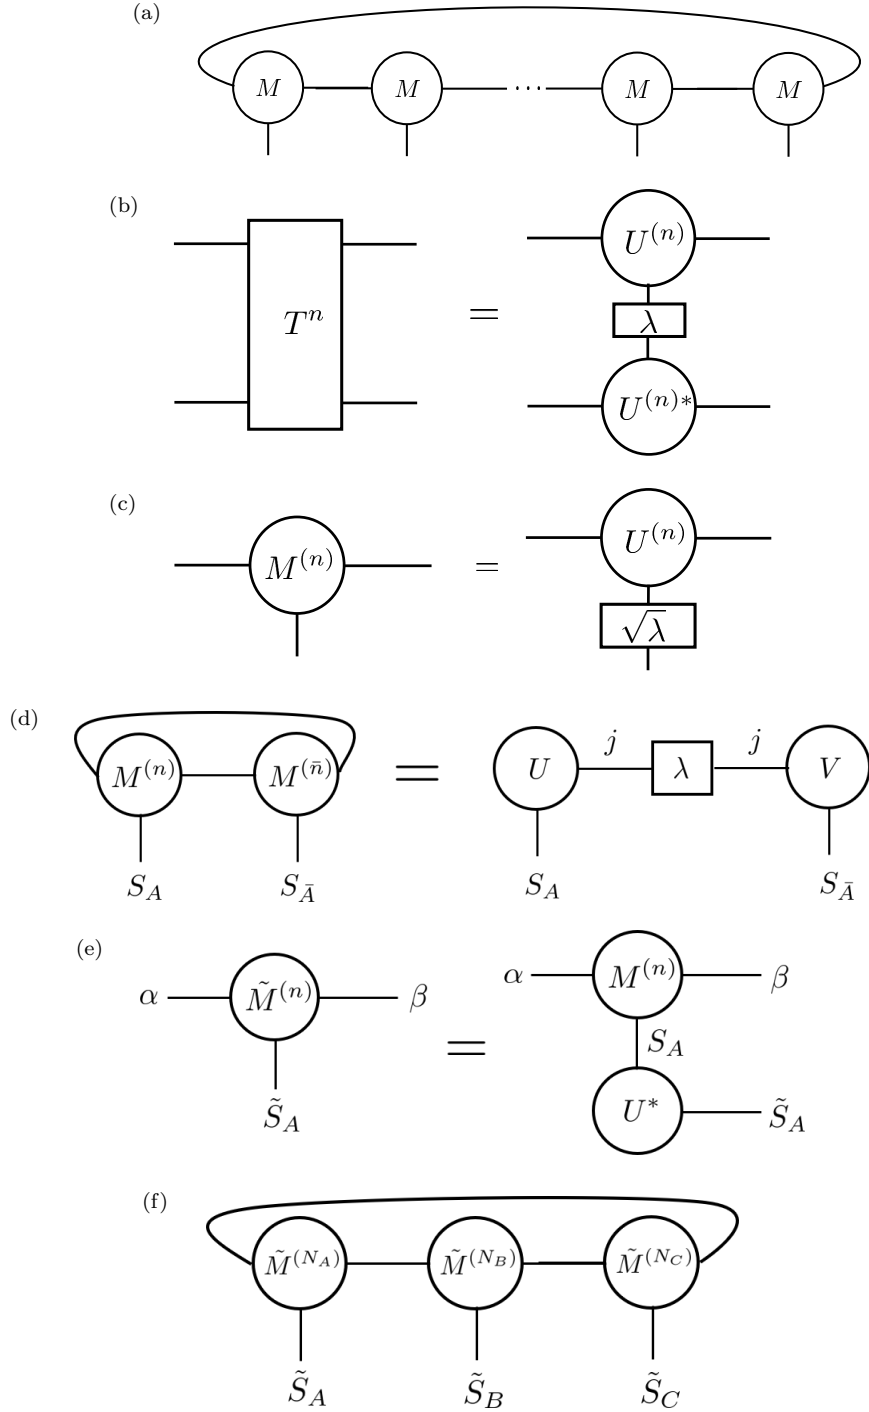 (a)
M M ··· M M
(b)
T^n = U^{(n)}
λ
U^{(n)*}
(c)
M^{(n)} = U^{(n)}
√λ
(d)
M^{(n)} M^{(n̄)} = U j λ j V
S_A S_Ā S_A S_Ā
(e)
α M̃^{(n)} β = α M^{(n)} β
S_A
U^* S̃_A
S̃_A
(f)
M̃^{(N_A)} M̃^{(N_B)} M̃^{(N_C)}
S̃_A S̃_B S̃_C